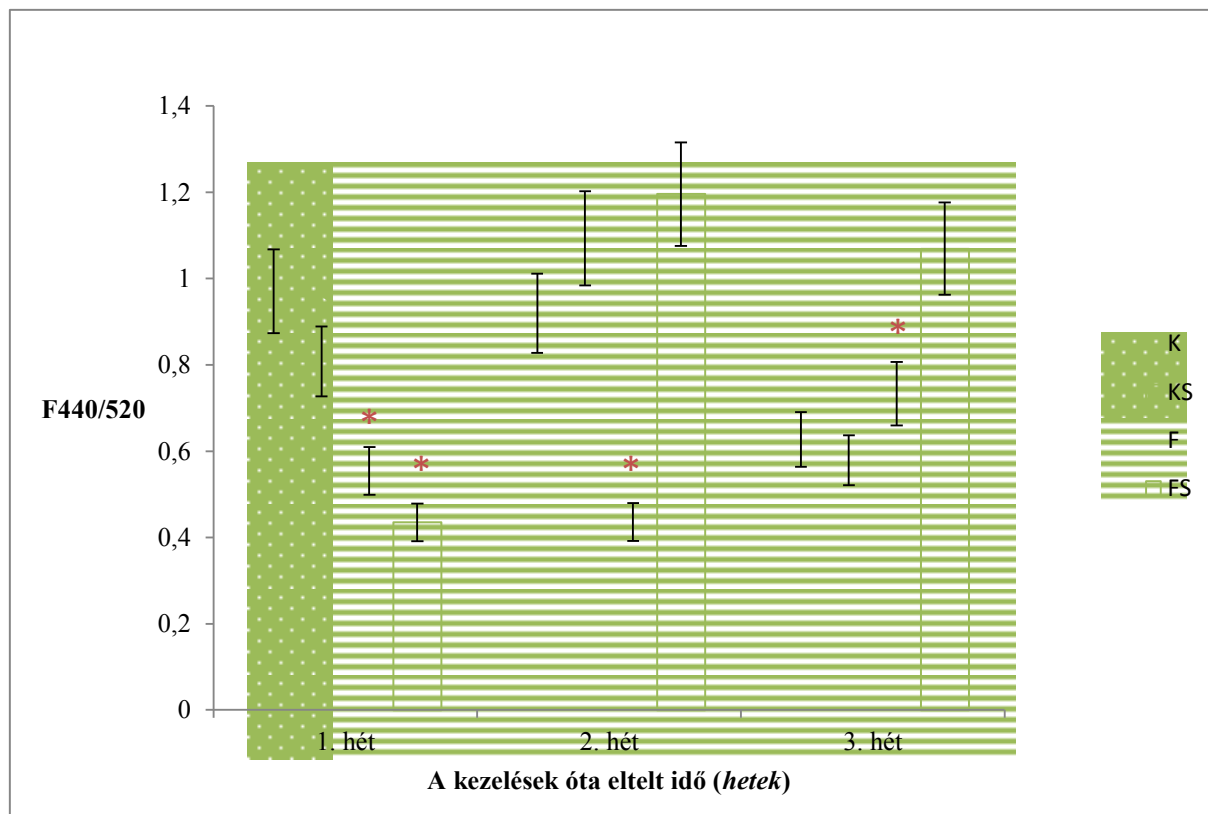 1,4
1,2
1
0,8
0,6
0,4
0,2
0
F440/520
*
*
*
*
1. hét
2. hét
3. hét
A kezelések óta eltelt idő (hetek)
K
KS
F
FS